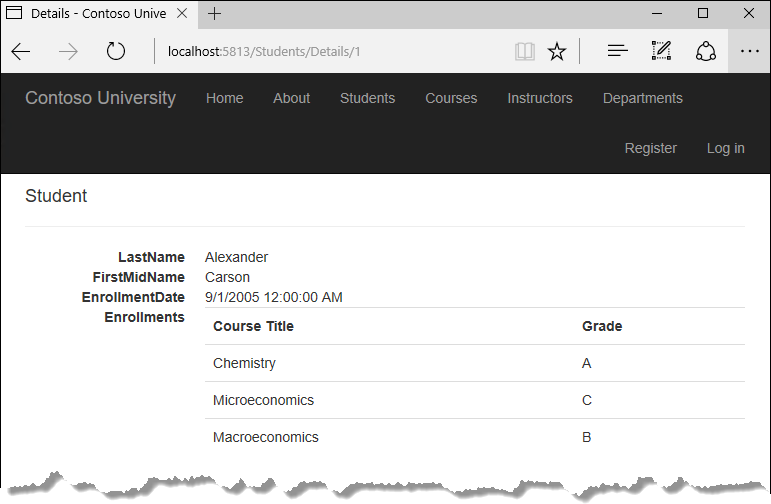 Details - Contoso Unive
localhost:5813/Students/Details/1
Contoso University Home About Students Courses Instructors Departments
Register Log in
Student
LastName Alexander
FirstMidName Carson
EnrollmentDate 9/1/2005 12:00:00 AM
Enrollments
Course Title Grade
Chemistry A
Microeconomics C
Macroeconomics B